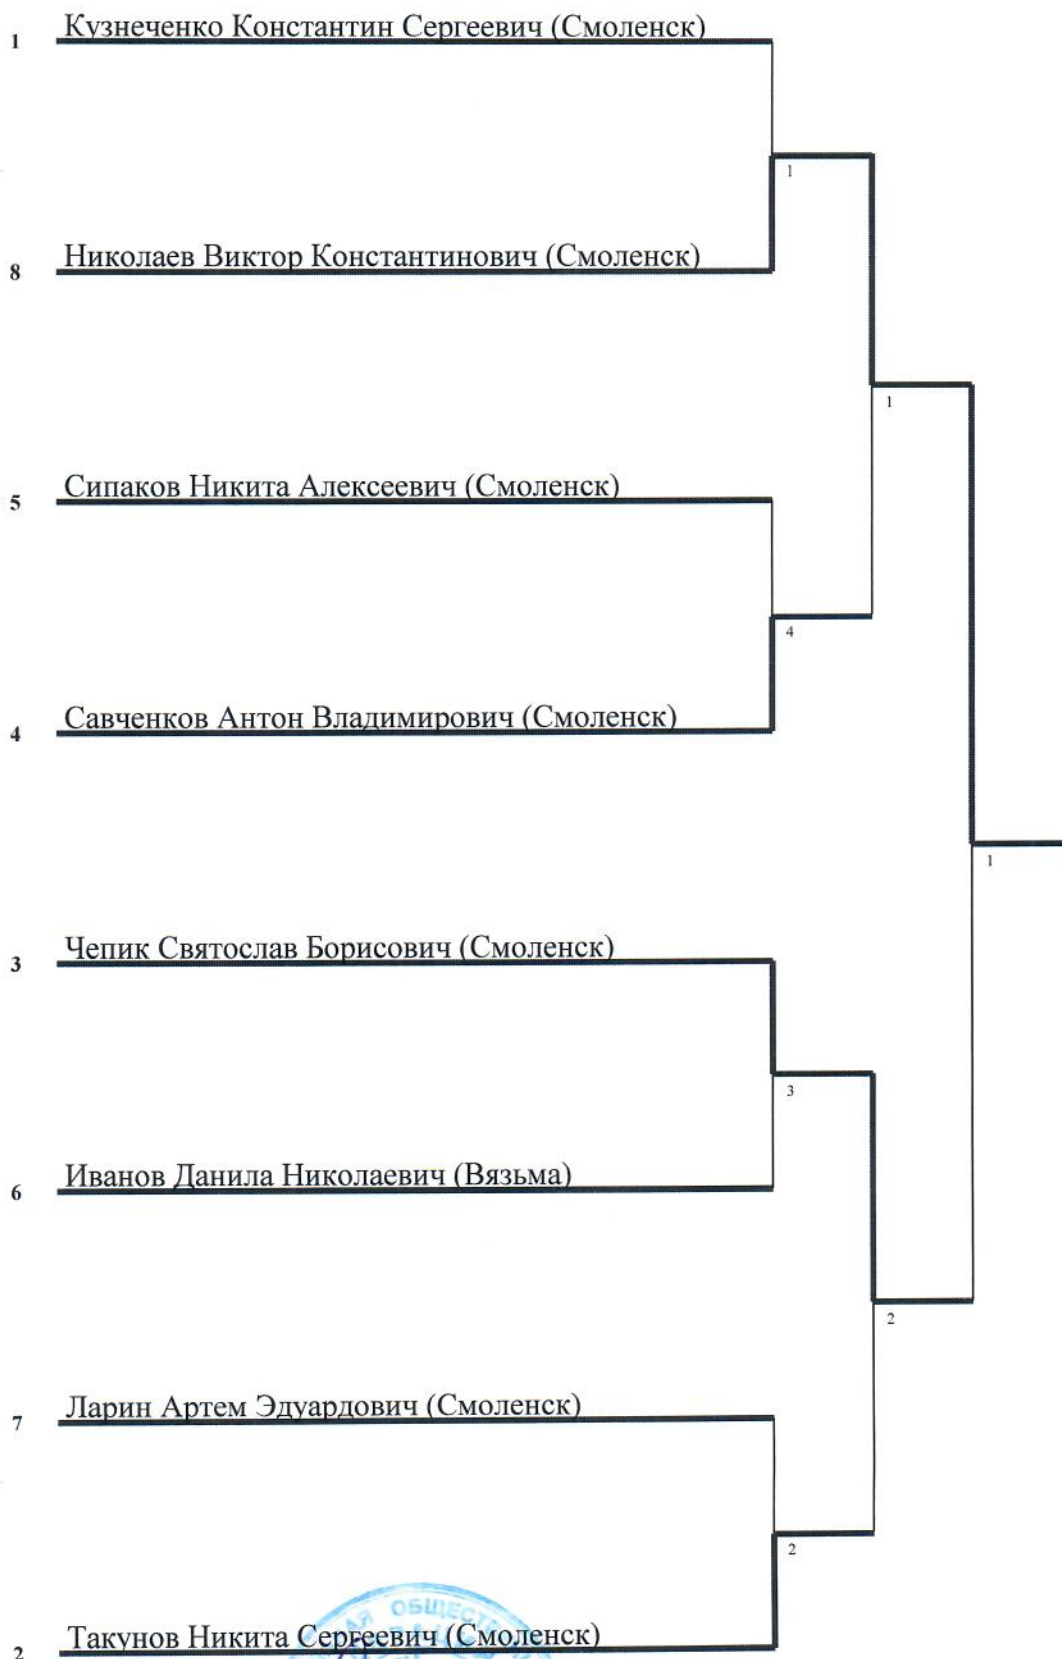 1 Кузнеченко Константин Сергеевич (Смоленск)
1
8 Николаев Виктор Константинович (Смоленск)
1
5 Сипаков Никита Алексеевич (Смоленск)
4
4 Савченков Антон Владимирович (Смоленск)
1
3 Чепик Святослав Борисович (Смоленск)
3
6 Иванов Данила Николаевич (Вязьма)
2
7 Ларин Артем Эдуардович (Смоленск)
2
ОБЩЕСТ
2 Такунов Никита Сергеевич (Смоленск)